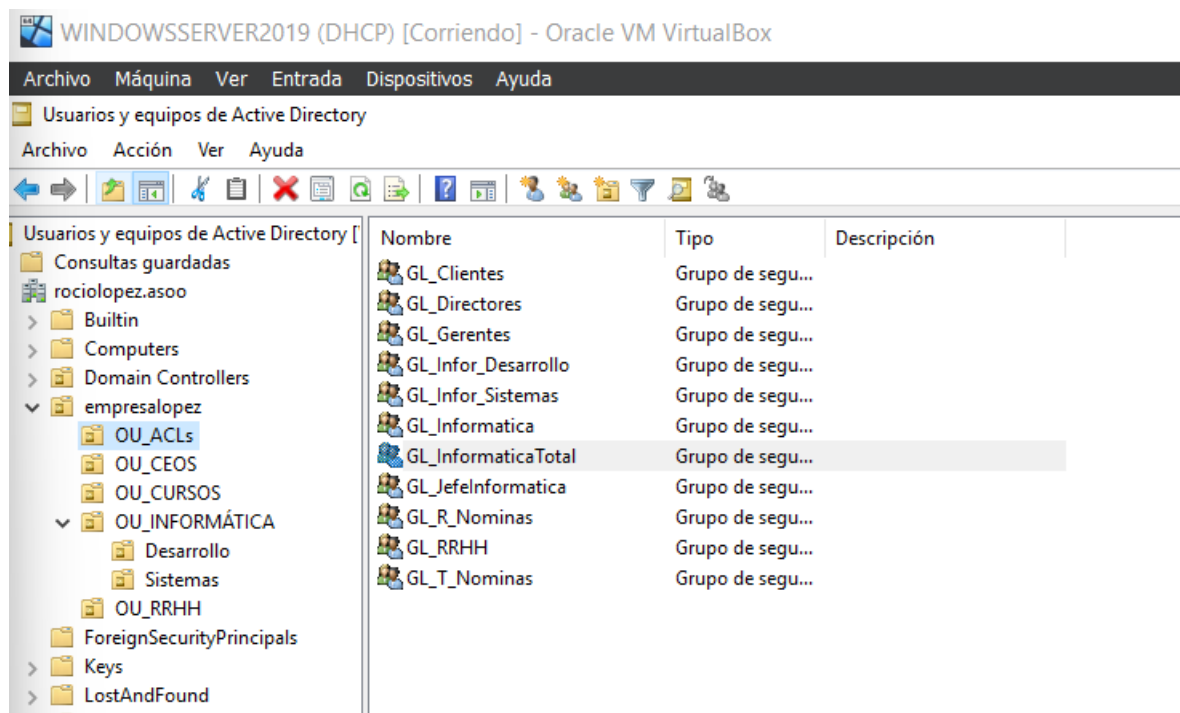 WINDOWSSERVER2019 (DHCP) [Corriendo] - Oracle VM VirtualBox
Archivo Máquina Ver Entrada Dispositivos Ayuda
Usuarios y equipos de Active Directory
Archivo Acción Ver Ayuda
Usuarios y equipos de Active Directory [
Consultas guardadas
rociolopez.asoo
Builtin
Computers
Domain Controllers
empresalopez
OU_ACLs
OU_CEOS
OU_CURSOS
OU_INFORMÁTICA
Desarrollo
Sistemas
OU_RRHH
ForeignSecurityPrincipals
Keys
LostAndFound
Nombre Tipo Descripción
GL_Clientes Grupo de segu...
GL_Directores Grupo de segu...
GL_Gerentes Grupo de segu...
GL_Infor_Desarrollo Grupo de segu...
GL_Infor_Sistemas Grupo de segu...
GL_Informatica Grupo de segu...
GL_InformaticaTotal Grupo de segu...
GL_JefeInformatica Grupo de segu...
GL_R_Nominas Grupo de segu...
GL_RRHH Grupo de segu...
GL_T_Nominas Grupo de segu...